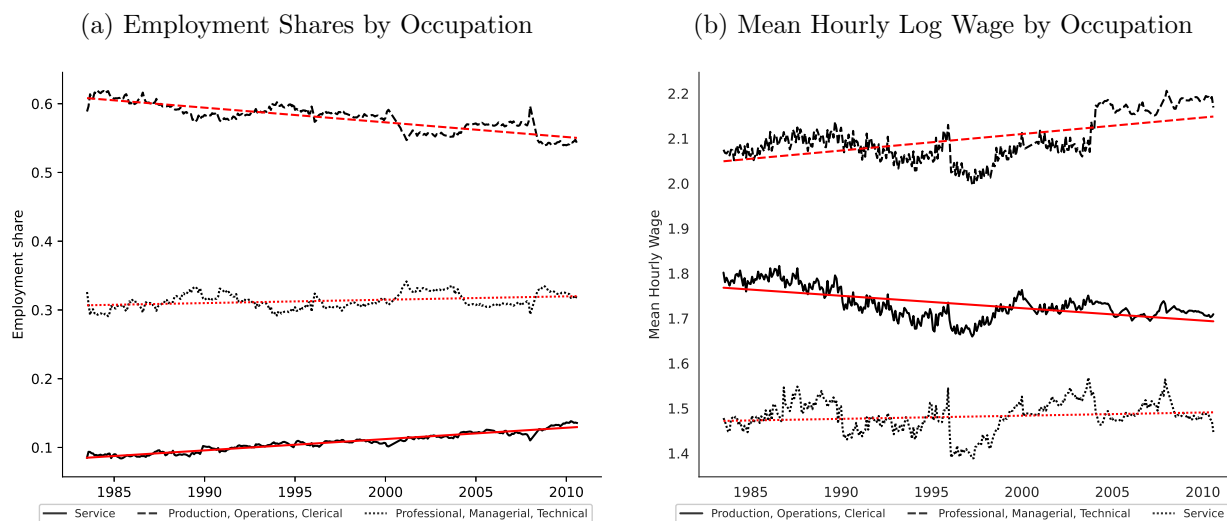 (a) Employment Shares by Occupation
Employment share
0.6
0.5
0.4
0.3
0.2
0.1
1985 1990 1995 2000 2005 2010
Service Production, Operations, Clerical Professional, Managerial, Technical
(b) Mean Hourly Log Wage by Occupation
Mean Hourly Wage
2.2
2.1
2.0
1.9
1.8
1.7
1.6
1.5
1.4
1985 1990 1995 2000 2005 2010
Production, Operations, Clerical Professional, Managerial, Technical Service